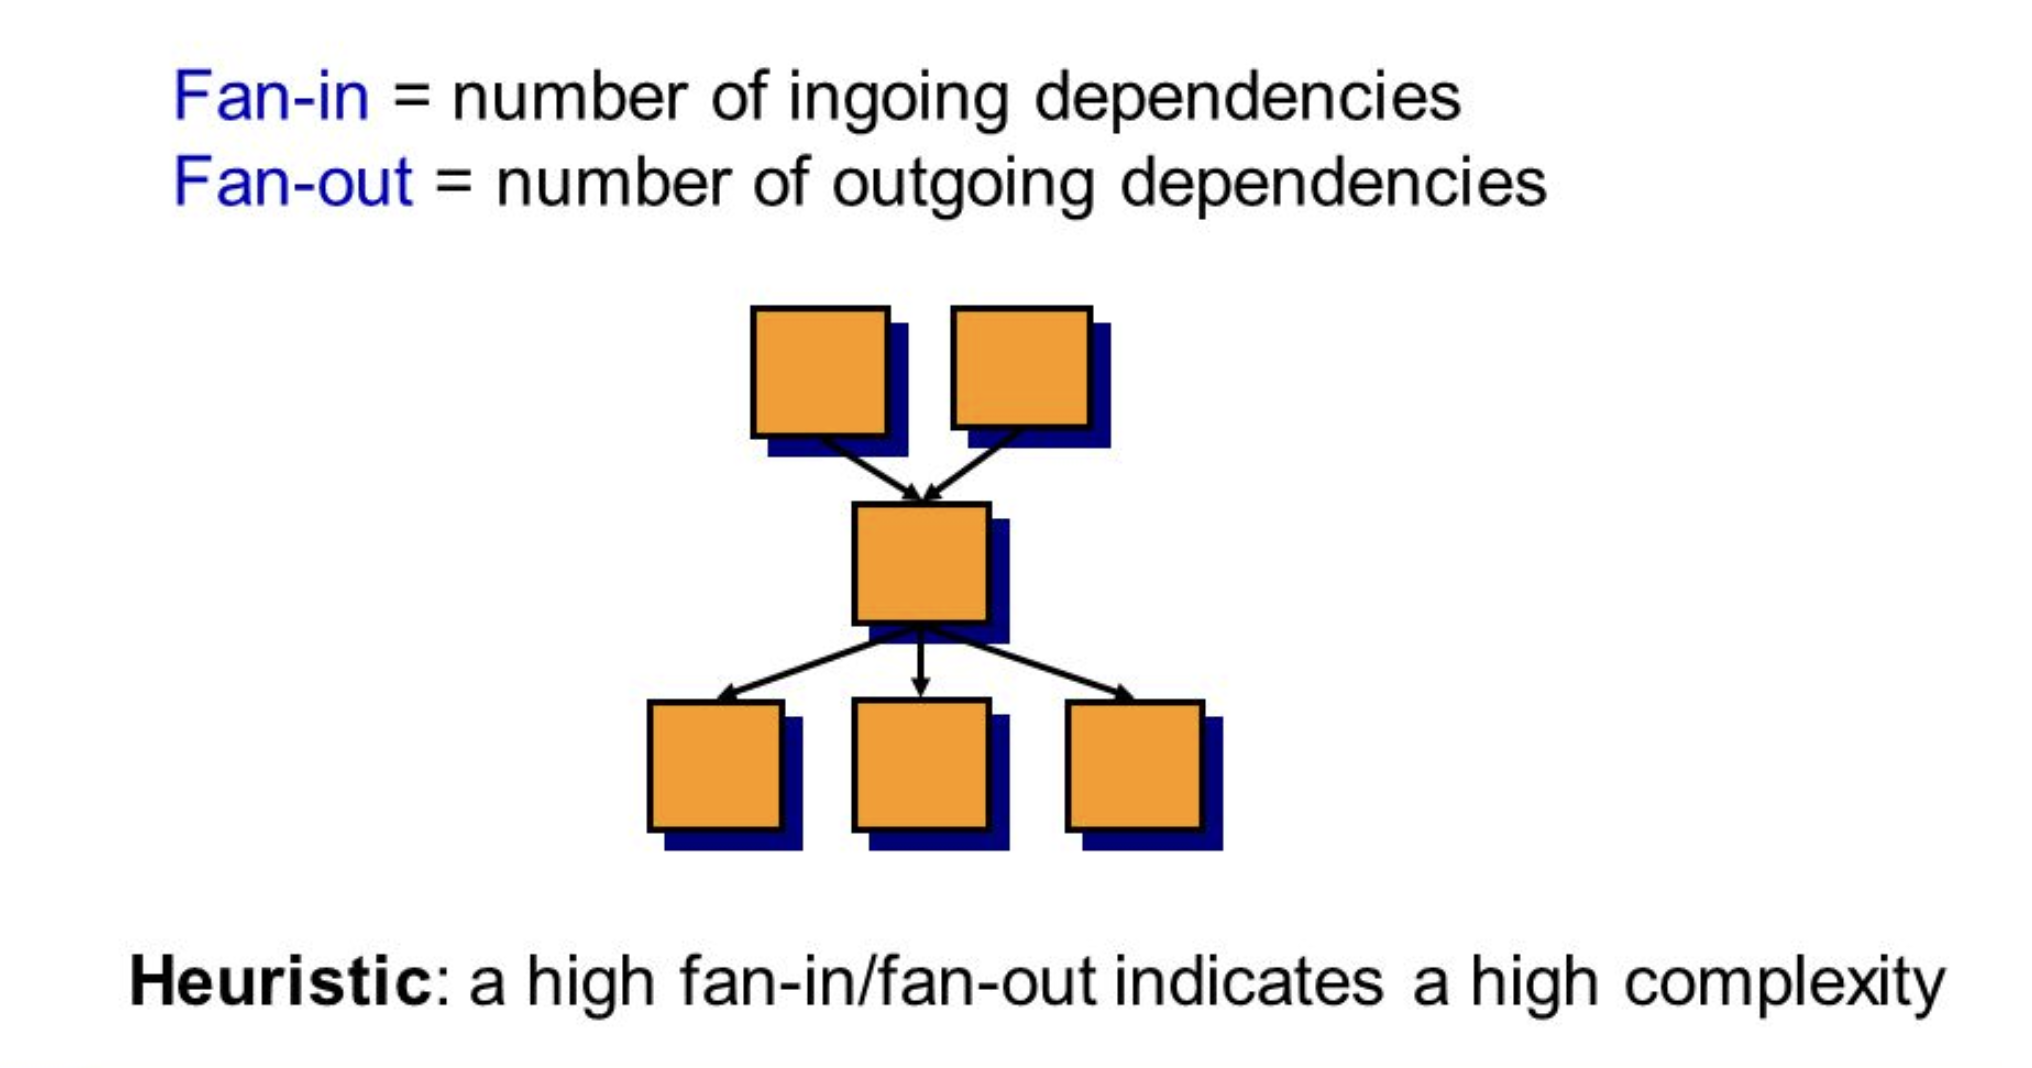 Fan-in = number of ingoing dependencies
Fan-out = number of outgoing dependencies
Heuristic: a high fan-in/fan-out indicates a high complexity